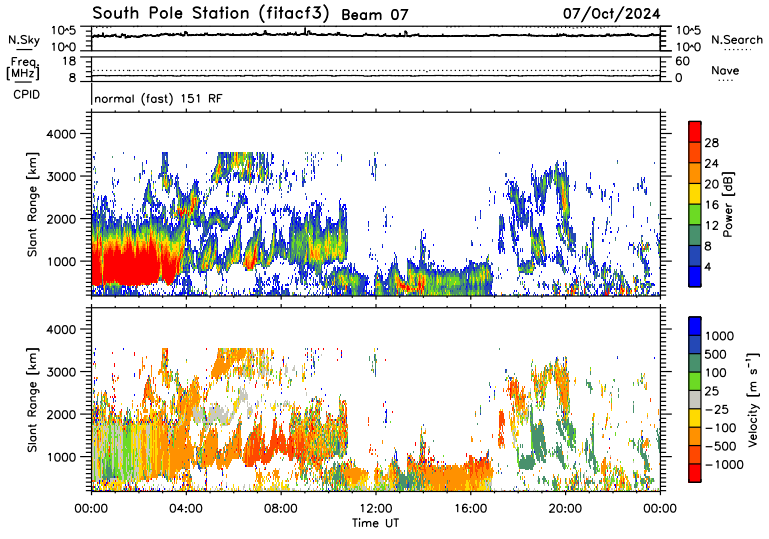 South Pole Station (fitacf3) Beam 07 07/Oct/2024
N.Sky 10^5 10^0 10^5 10^0 N.Search
Freq. [MHz] 18 8 60 0 Nave
CPID normal (fast) 151 RF
Slant Range [km]
4000
3000
2000
1000
Power [dB]
28
24
20
16
12
8
4
Slant Range [km]
4000
3000
2000
1000
Velocity [m s⁻¹]
1000
500
100
25
−25
−100
−500
−1000
00:00 04:00 08:00 12:00 16:00 20:00 00:00
Time UT